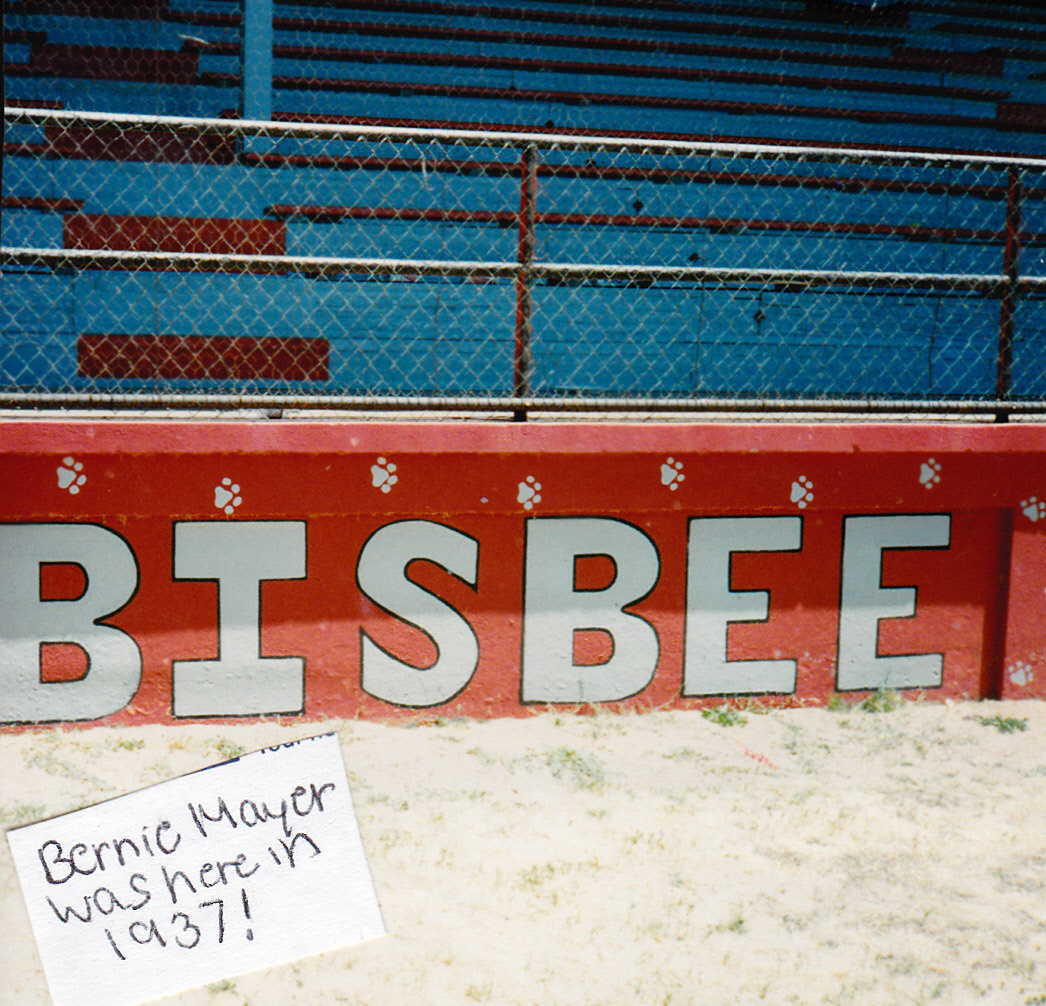 BISBEE
Bernie Mayer
was here in
1937!